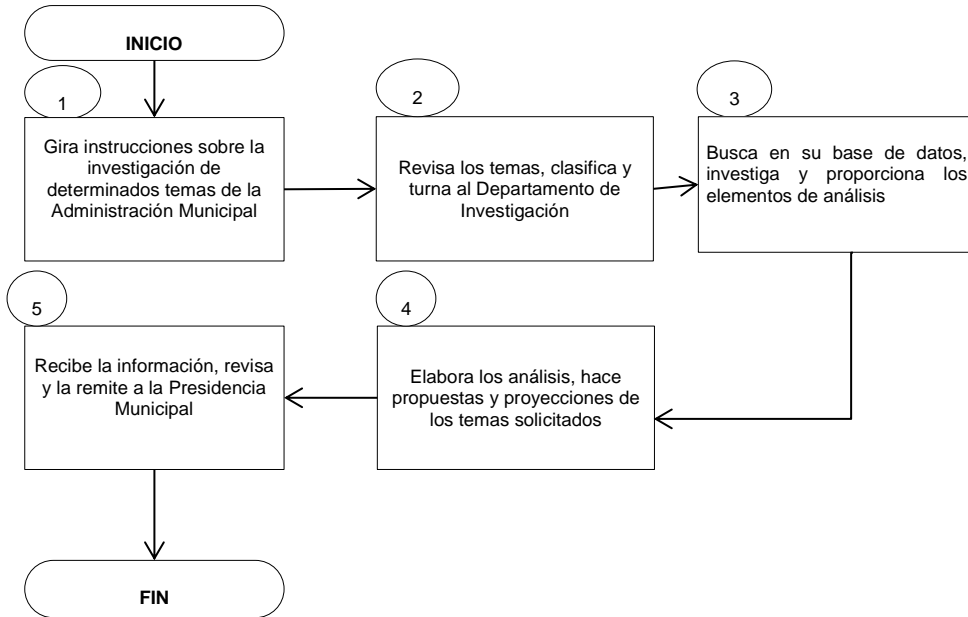 INICIO
1
Gira instrucciones sobre la
investigación de
determinados temas de la
Administración Municipal
2
Revisa los temas, clasifica y
turna al Departamento de
Investigación
3
Busca en su base de datos,
investiga y proporciona los
elementos de análisis
4
Elabora los análisis, hace
propuestas y proyecciones de
los temas solicitados
5
Recibe la información, revisa
y la remite a la Presidencia
Municipal
FIN